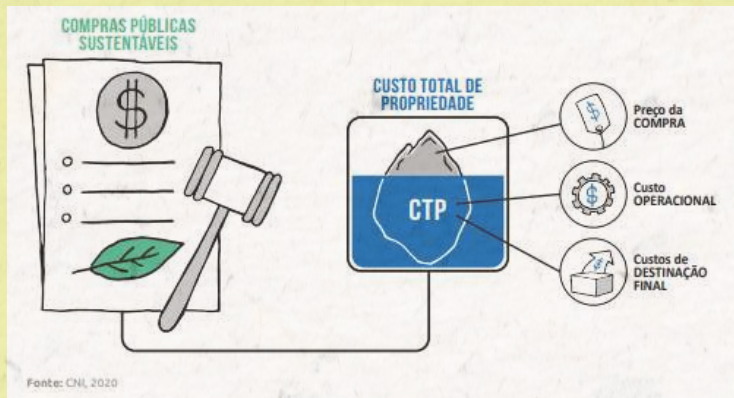 COMPRAS PÚBLICAS
SUSTENTÁVEIS
CUSTO TOTAL DE
PROPRIEDADE
Preço da
COMPRA
CTP
Custo
OPERACIONAL
Custos de
DESTINAÇÃO
FINAL
Fonte: CNI, 2020